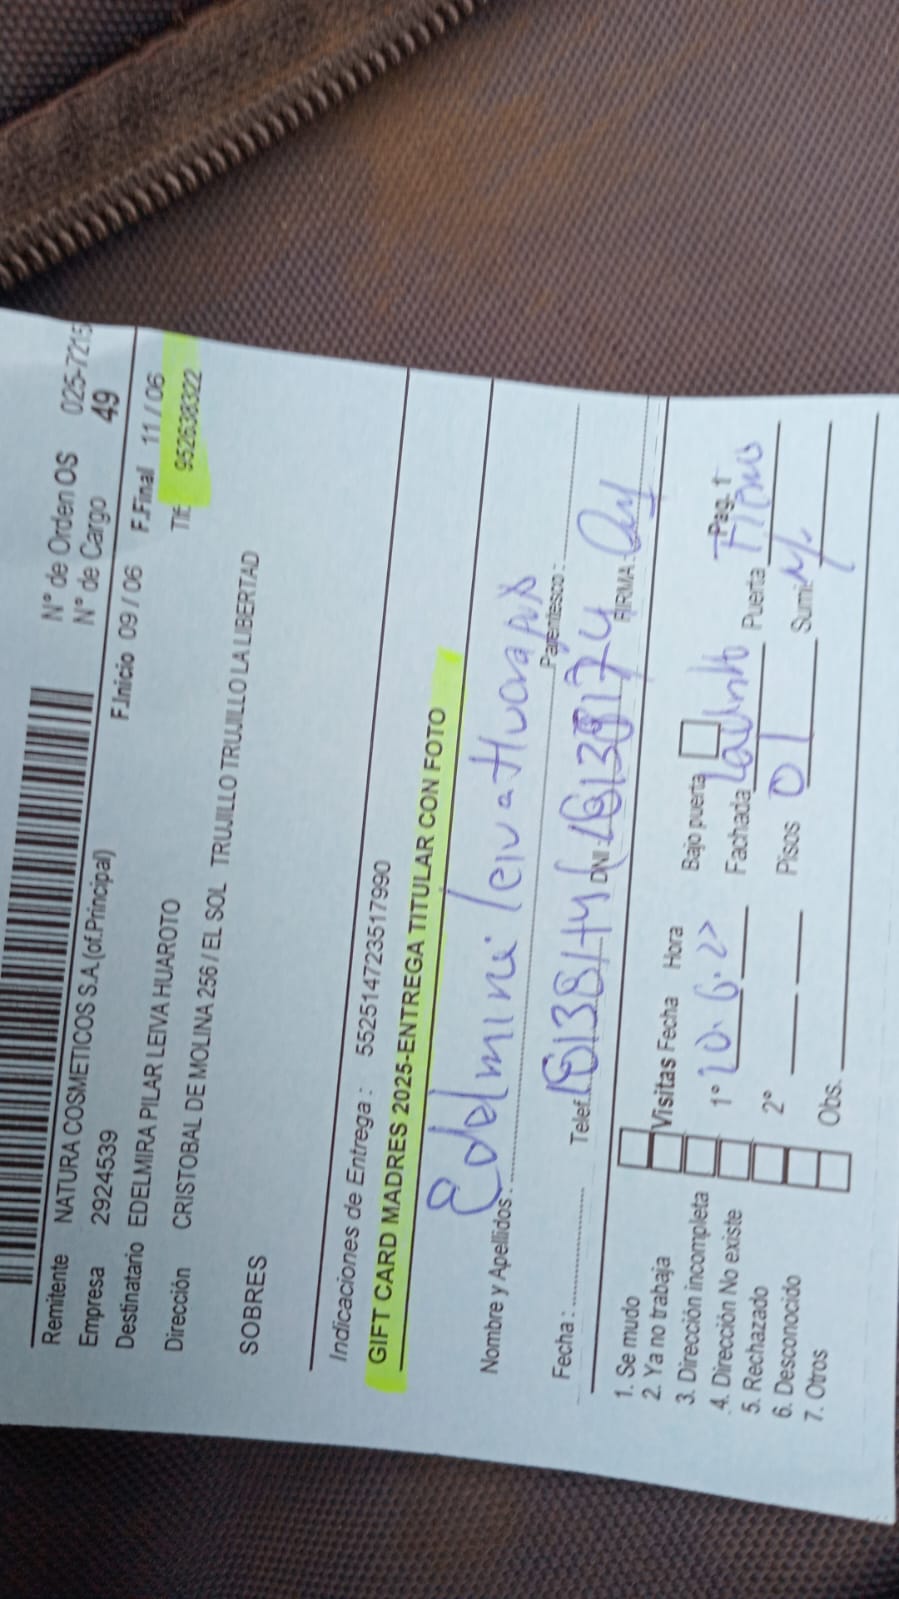 N° de Orden OS 025-7215
N° de Cargo 49
Remitente NATURA COSMETICOS S.A. (of.Principal)
Empresa 2924539 F.Inicio 09 / 06 F.Final 11 / 06
Destinatario EDELMIRA PILAR LEIVA HUAROTO Tlf: 952638322
Dirección CRISTOBAL DE MOLINA 256 / EL SOL TRUJILLO TRUJILLO LA LIBERTAD
SOBRES
Indicaciones de Entrega : 5525147235179​90
GIFT CARD MADRES 2025-ENTREGA TITULAR CON FOTO
Nombre y Apellidos : Leiva
Fecha : Telef. Parentesco :
DNI: FIRMA:
1. Se mudo
2. Ya no trabaja Visitas Fecha Hora Bajo puerta Pag. 1
3. Dirección incompleta 1° Fachada Puerta
4. Dirección No existe
5. Rechazado 2° Pisos 01 Sumi.
6. Desconocido
7. Otros Obs.